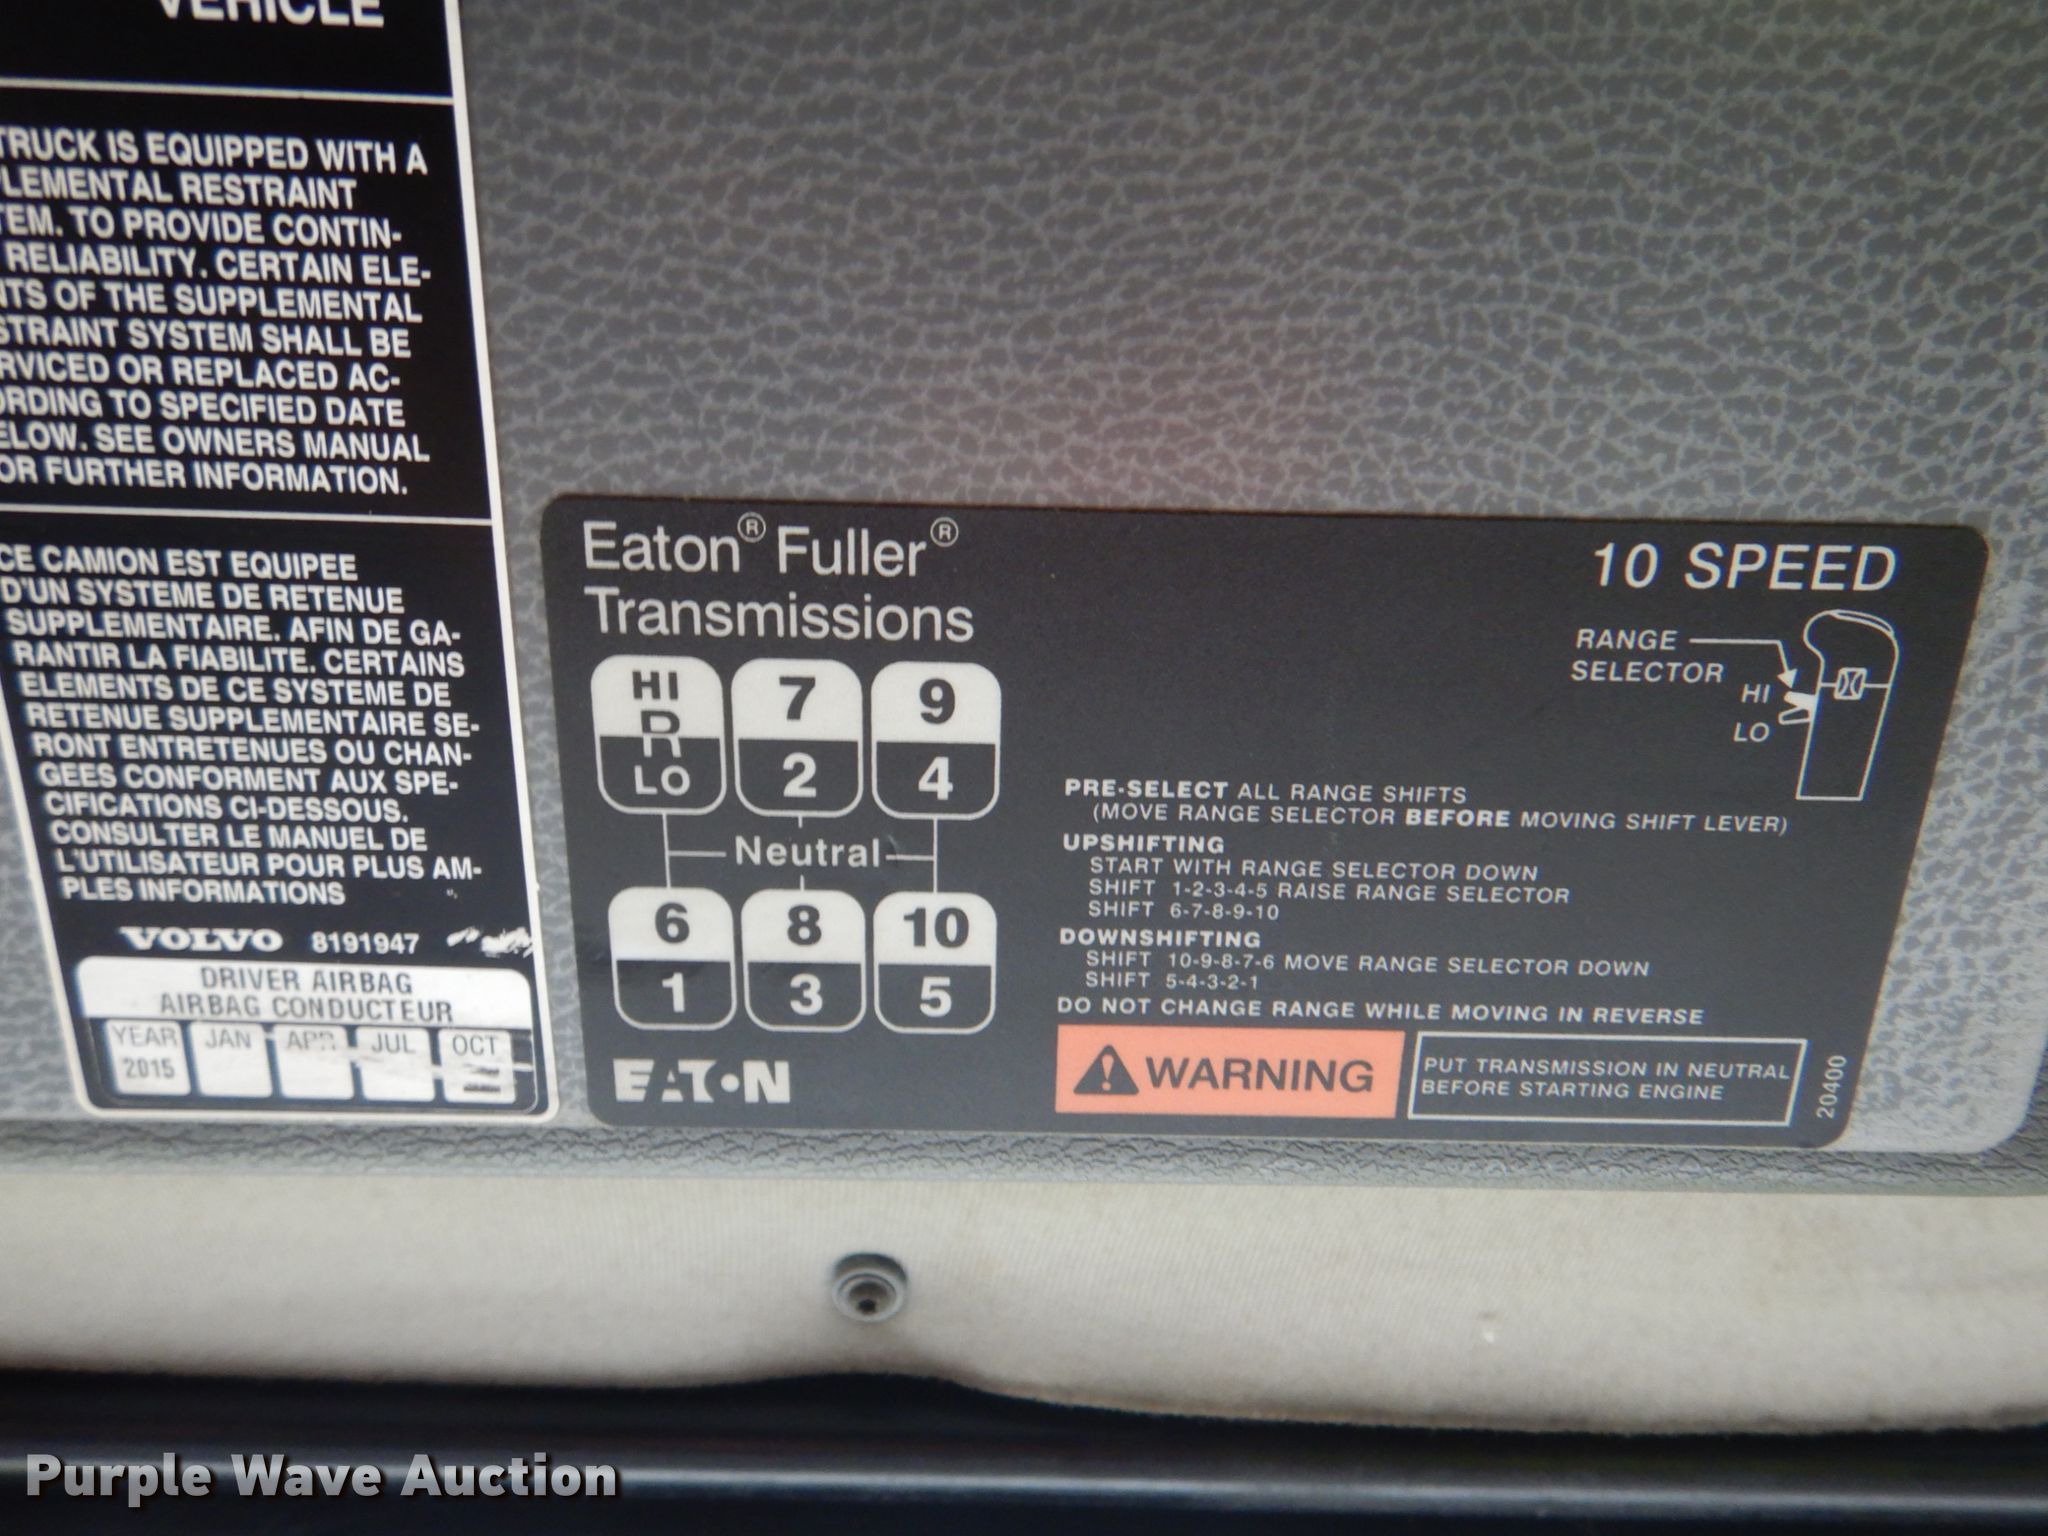 VEHICLE
TRUCK IS EQUIPPED WITH A
PLEMENTAL RESTRAINT
TEM. TO PROVIDE CONTIN-
RELIABILITY. CERTAIN ELE-
NTS OF THE SUPPLEMENTAL
STRAINT SYSTEM SHALL BE
RVICED OR REPLACED AC-
ORDING TO SPECIFIED DATE
ELOW. SEE OWNERS MANUAL
OR FURTHER INFORMATION.
CE CAMION EST EQUIPEE
D'UN SYSTEME DE RETENUE
SUPPLEMENTAIRE. AFIN DE GA-
RANTIR LA FIABILITE. CERTAINS
ELEMENTS DE CE SYSTEME DE
RETENUE SUPPLEMENTAIRE SE-
RONT ENTRETENUES OU CHAN-
GEES CONFORMENT AUX SPE-
CIFICATIONS CI-DESSOUS.
CONSULTER LE MANUEL DE
L'UTILISATEUR POUR PLUS AM-
PLES INFORMATIONS
VOLVO 8191947
DRIVER AIRBAG
AIRBAG CONDUCTEUR
YEAR JAN APR JUL OCT
2015
Eaton® Fuller®
Transmissions
10 SPEED
RANGE
SELECTOR
HI
LO
HI 7 9
R
LO 2 4
Neutral
6 8 10
1 3 5
EATON
PRE-SELECT ALL RANGE SHIFTS
(MOVE RANGE SELECTOR BEFORE MOVING SHIFT LEVER)
UPSHIFTING
START WITH RANGE SELECTOR DOWN
SHIFT 1-2-3-4-5 RAISE RANGE SELECTOR
SHIFT 6-7-8-9-10
DOWNSHIFTING
SHIFT 10-9-8-7-6 MOVE RANGE SELECTOR DOWN
SHIFT 5-4-3-2-1
DO NOT CHANGE RANGE WHILE MOVING IN REVERSE
WARNING
PUT TRANSMISSION IN NEUTRAL
BEFORE STARTING ENGINE
20400
Purple Wave Auction